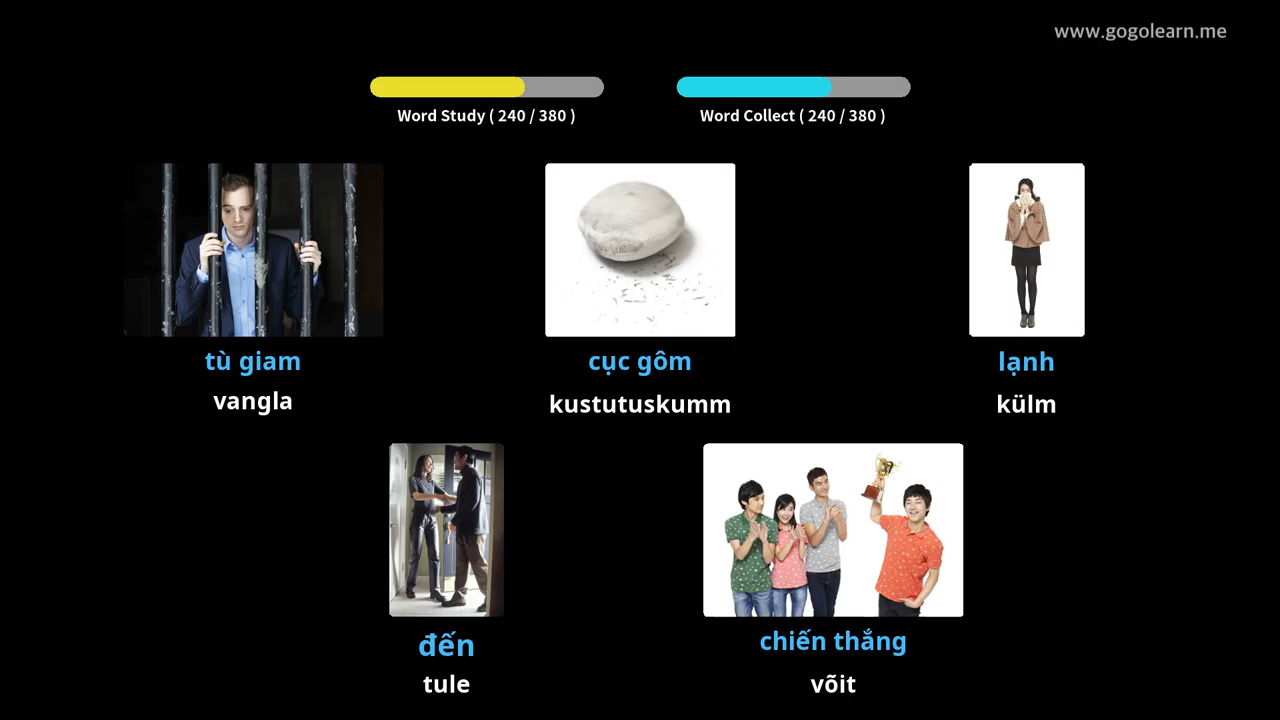 www.gogolearn.me
Word Study ( 240 / 380 )
Word Collect ( 240 / 380 )
tù giam
vangla
cục gôm
kustutuskumm
lạnh
külm
đến
tule
chiến thắng
võit